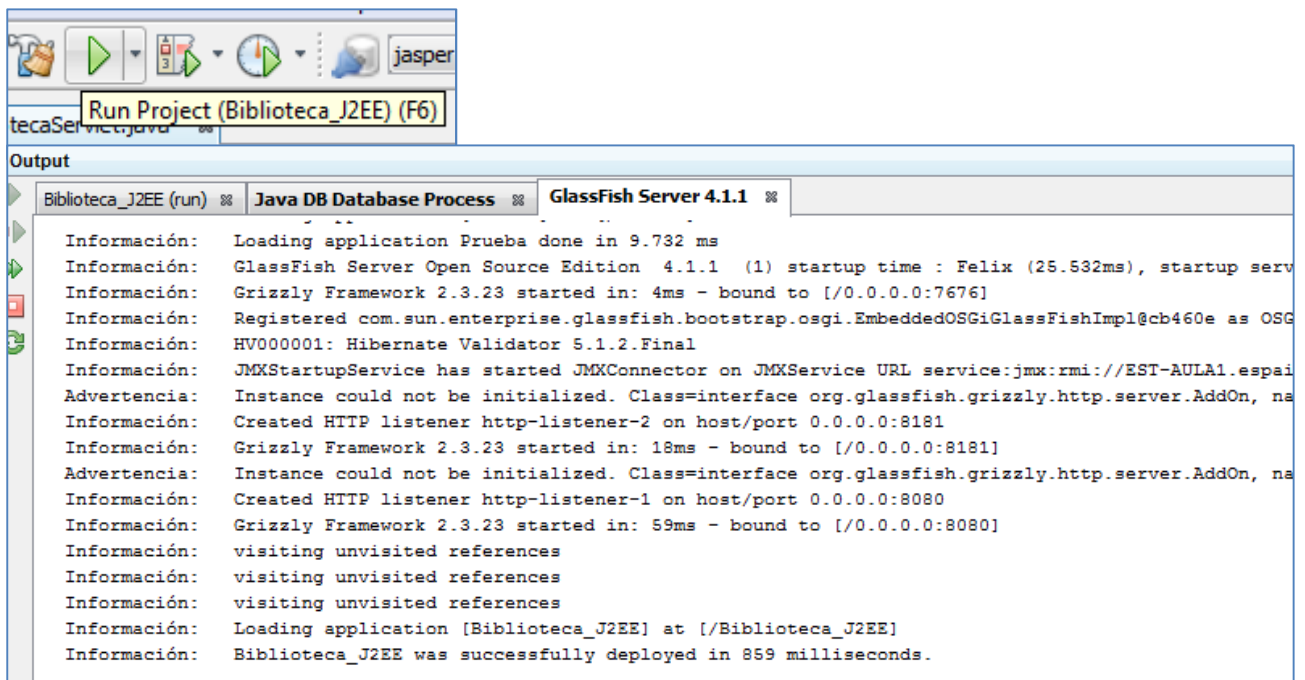 jasper
Run Project (Biblioteca_J2EE) (F6)
Output
Biblioteca_J2EE (run) Java DB Database Process GlassFish Server 4.1.1
Información: Loading application Prueba done in 9.732 ms
Información: GlassFish Server Open Source Edition 4.1.1 (1) startup time : Felix (25.532ms), startup serv
Información: Grizzly Framework 2.3.23 started in: 4ms - bound to [/0.0.0.0:7676]
Información: Registered com.sun.enterprise.glassfish.bootstrap.osgi.EmbeddedOSGiGlassFishImpl@cb460e as OSG
Información: HV000001: Hibernate Validator 5.1.2.Final
Información: JMXStartupService has started JMXConnector on JMXService URL service:jmx:rmi://EST-AULA1.espai
Advertencia: Instance could not be initialized. Class=interface org.glassfish.grizzly.http.server.AddOn, na
Información: Created HTTP listener http-listener-2 on host/port 0.0.0.0:8181
Información: Grizzly Framework 2.3.23 started in: 18ms - bound to [/0.0.0.0:8181]
Advertencia: Instance could not be initialized. Class=interface org.glassfish.grizzly.http.server.AddOn, na
Información: Created HTTP listener http-listener-1 on host/port 0.0.0.0:8080
Información: Grizzly Framework 2.3.23 started in: 59ms - bound to [/0.0.0.0:8080]
Información: visiting unvisited references
Información: visiting unvisited references
Información: visiting unvisited references
Información: Loading application [Biblioteca_J2EE] at [/Biblioteca_J2EE]
Información: Biblioteca_J2EE was successfully deployed in 859 milliseconds.